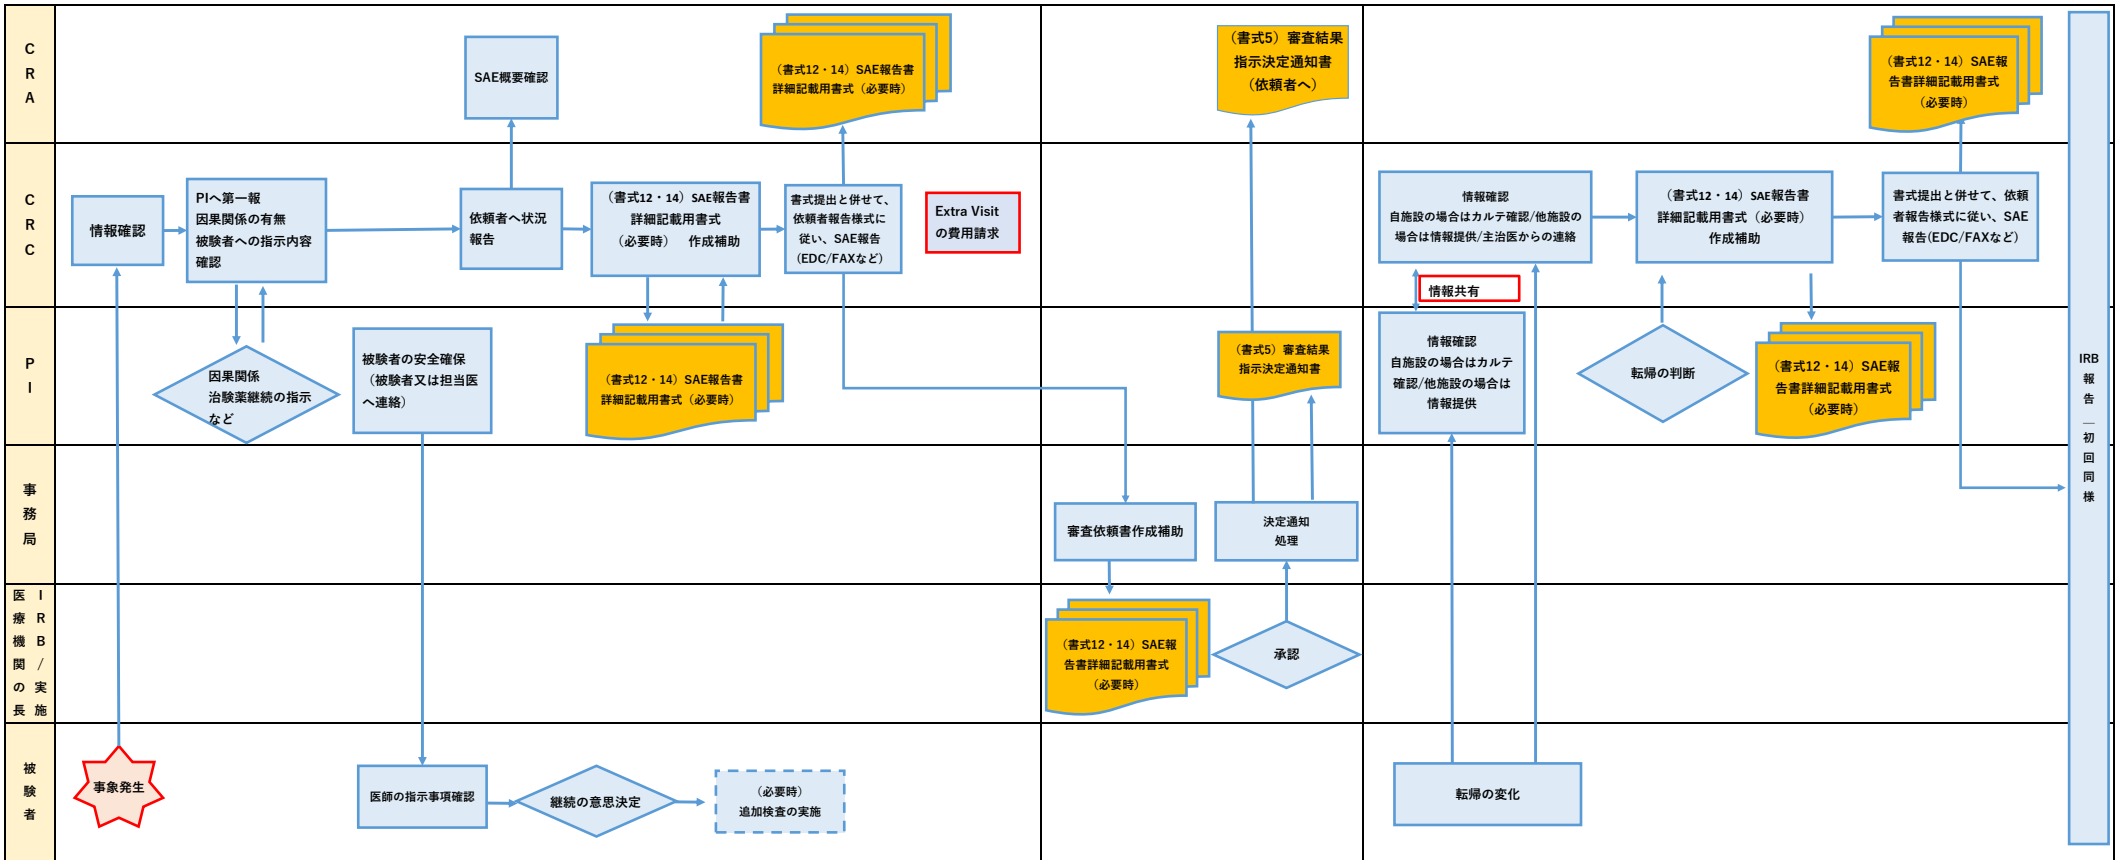 CRA
SAE概要確認
（書式12・14）SAE報告書
詳細記載用書式（必要時）
（書式5）審査結果
指示決定通知書
（依頼者へ）
（書式12・14）SAE報
告書詳細記載用書式
（必要時）
CRC
情報確認
PIへ第一報
因果関係の有無
被験者への指示内容
確認
依頼者へ状況
報告
（書式12・14）SAE報告書
詳細記載用書式
（必要時）　作成補助
書式提出と併せて、
依頼者報告様式に
従い、SAE報告
(EDC/FAXなど)
Extra Visit
の費用請求
情報確認
自施設の場合はカルテ確認/他施設の
場合は情報提供/主治医からの連絡
（書式12・14）SAE報告書
詳細記載用書式（必要時）
作成補助
書式提出と併せて、依頼
者報告様式に従い、SAE
報告(EDC/FAXなど)
情報共有
PI
因果関係
治験薬継続の指示
など
被験者の安全確保
（被験者又は担当医
へ連絡）
（書式12・14）SAE報告書
詳細記載用書式（必要時）
（書式5）審査結果
指示決定通知書
情報確認
自施設の場合はカルテ
確認/他施設の場合は
情報提供
転帰の判断
（書式12・14）SAE報
告書詳細記載用書式
（必要時）
IRB
報告＿初回同様
事務局
審査依頼書作成補助
決定通知
処理
IRB/実施
医療機関の長
（書式12・14）SAE報
告書詳細記載用書式
（必要時）
承認
被験者
事象発生
医師の指示事項確認
継続の意思決定
（必要時）
追加検査の実施
転帰の変化